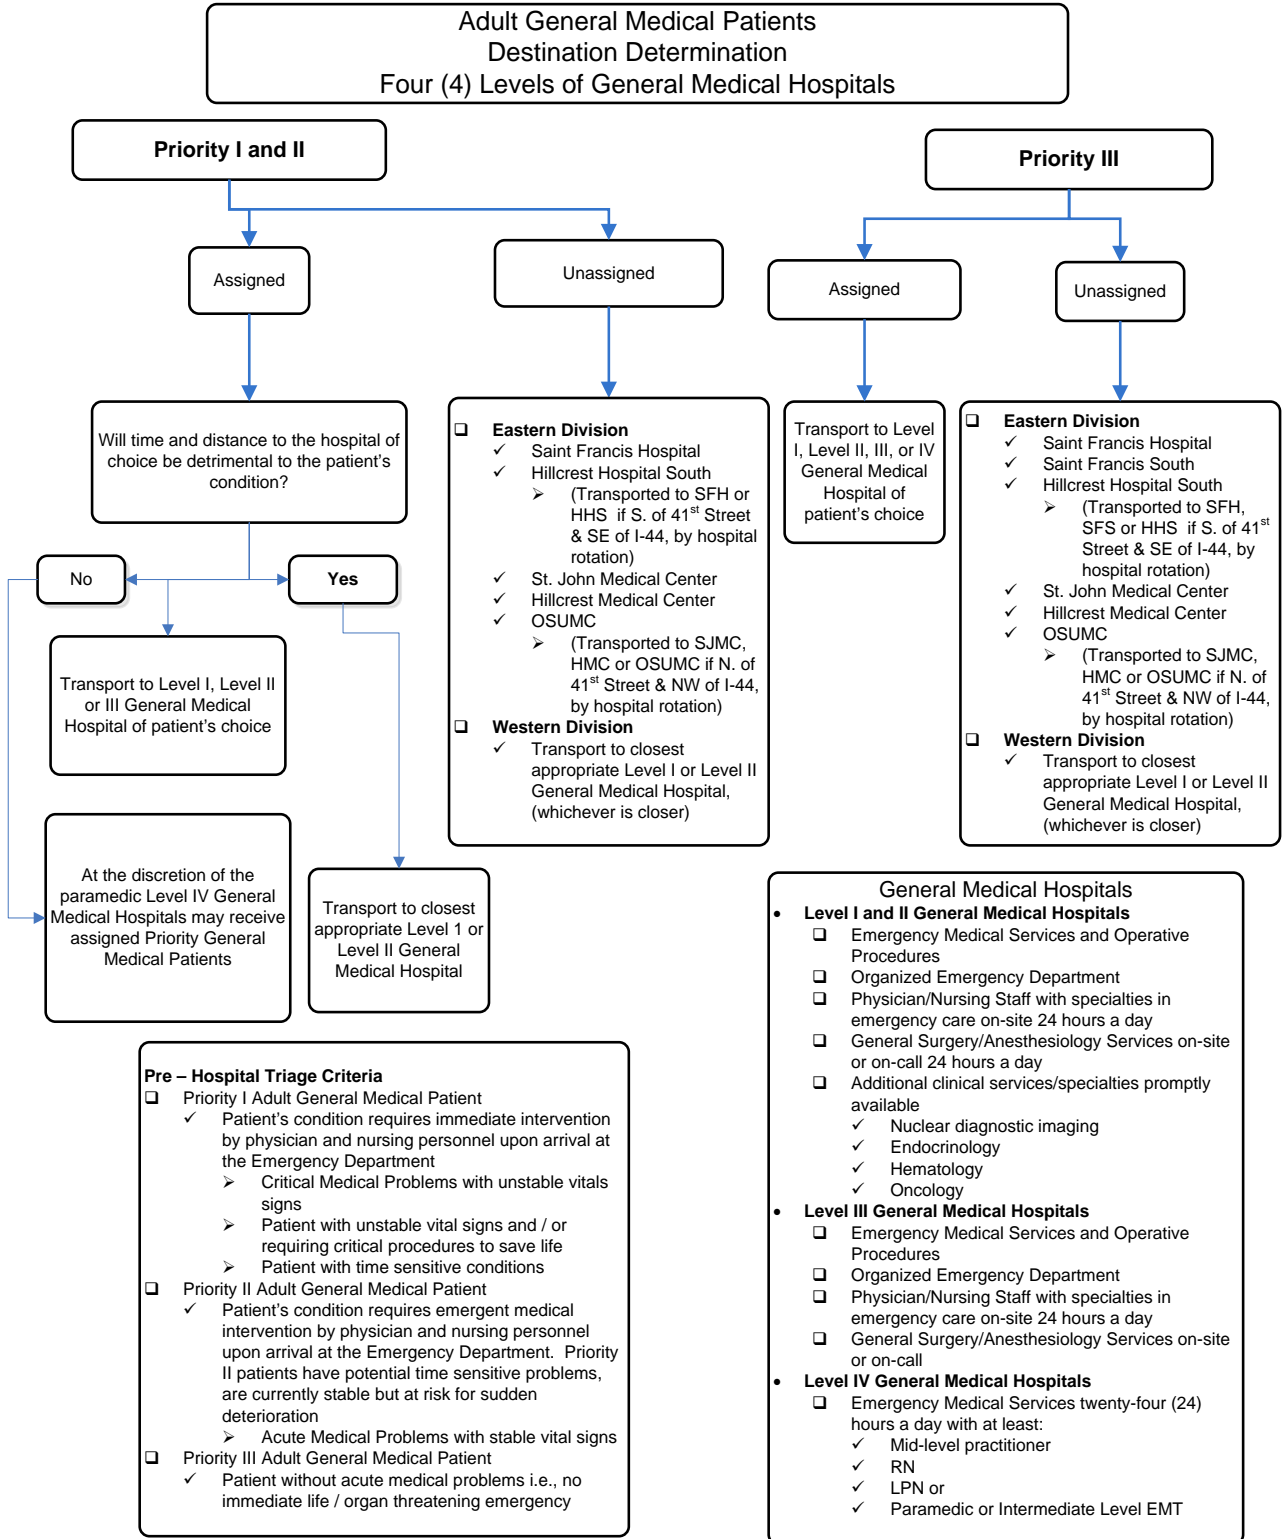 Adult General Medical Patients
Destination Determination
Four (4) Levels of General Medical Hospitals
Priority I and II
Priority III
Assigned
Unassigned
Assigned
Unassigned
Will time and distance to the hospital of
choice be detrimental to the patient's
condition?
No
Yes
Transport to Level I, Level II
or III General Medical
Hospital of patient's choice
At the discretion of the
paramedic Level IV General
Medical Hospitals may receive
assigned Priority General
Medical Patients
Transport to closest
appropriate Level 1 or
Level II General
Medical Hospital
❑ Eastern Division
✓ Saint Francis Hospital
✓ Hillcrest Hospital South
➢ (Transported to SFH or
HHS if S. of 41st Street
& SE of I-44, by hospital
rotation)
✓ St. John Medical Center
✓ Hillcrest Medical Center
✓ OSUMC
➢ (Transported to SJMC,
HMC or OSUMC if N. of
41st Street & NW of I-44,
by hospital rotation)
❑ Western Division
✓ Transport to closest
appropriate Level I or Level II
General Medical Hospital,
(whichever is closer)
Transport to Level
I, Level II, III, or IV
General Medical
Hospital of
patient's choice
❑ Eastern Division
✓ Saint Francis Hospital
✓ Saint Francis South
✓ Hillcrest Hospital South
➢ (Transported to SFH,
SFS or HHS if S. of 41st
Street & SE of I-44, by
hospital rotation)
✓ St. John Medical Center
✓ Hillcrest Medical Center
✓ OSUMC
➢ (Transported to SJMC,
HMC or OSUMC if N. of
41st Street & NW of I-44,
by hospital rotation)
❑ Western Division
✓ Transport to closest
appropriate Level I or Level II
General Medical Hospital,
(whichever is closer)
Pre – Hospital Triage Criteria
❑ Priority I Adult General Medical Patient
✓ Patient's condition requires immediate intervention
by physician and nursing personnel upon arrival at
the Emergency Department
➢ Critical Medical Problems with unstable vitals
signs
➢ Patient with unstable vital signs and / or
requiring critical procedures to save life
➢ Patient with time sensitive conditions
❑ Priority II Adult General Medical Patient
✓ Patient's condition requires emergent medical
intervention by physician and nursing personnel
upon arrival at the Emergency Department. Priority
II patients have potential time sensitive problems,
are currently stable but at risk for sudden
deterioration
➢ Acute Medical Problems with stable vital signs
❑ Priority III Adult General Medical Patient
✓ Patient without acute medical problems i.e., no
immediate life / organ threatening emergency
General Medical Hospitals
• Level I and II General Medical Hospitals
❑ Emergency Medical Services and Operative
Procedures
❑ Organized Emergency Department
❑ Physician/Nursing Staff with specialties in
emergency care on-site 24 hours a day
❑ General Surgery/Anesthesiology Services on-site
or on-call 24 hours a day
❑ Additional clinical services/specialties promptly
available
✓ Nuclear diagnostic imaging
✓ Endocrinology
✓ Hematology
✓ Oncology
• Level III General Medical Hospitals
❑ Emergency Medical Services and Operative
Procedures
❑ Organized Emergency Department
❑ Physician/Nursing Staff with specialties in
emergency care on-site 24 hours a day
❑ General Surgery/Anesthesiology Services on-site
or on-call
• Level IV General Medical Hospitals
❑ Emergency Medical Services twenty-four (24)
hours a day with at least:
✓ Mid-level practitioner
✓ RN
✓ LPN or
✓ Paramedic or Intermediate Level EMT